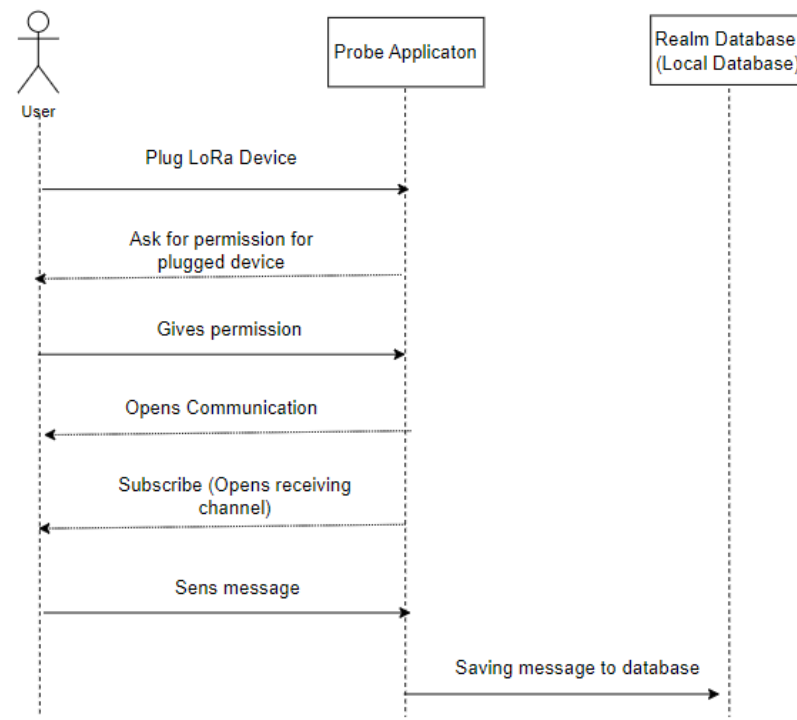 User
Probe Applicaton
Realm Database
(Local Database)
Plug LoRa Device
Ask for permission for
plugged device
Gives permission
Opens Communication
Subscribe (Opens receiving
channel)
Sens message
Saving message to database